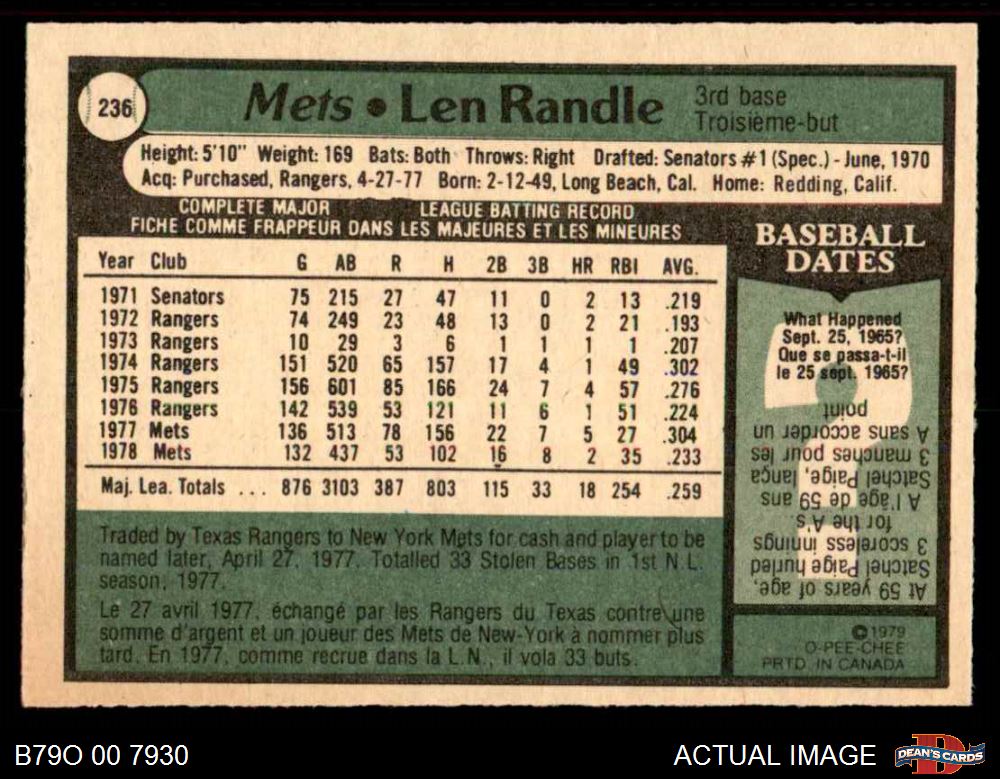 236
Mets • Len Randle
3rd base
Troisième-but
Height: 5'10" Weight: 169 Bats: Both Throws: Right Drafted: Senators #1 (Spec.) - June, 1970
Acq: Purchased, Rangers, 4-27-77 Born: 2-12-49, Long Beach, Cal. Home: Redding, Calif.
COMPLETE MAJOR LEAGUE BATTING RECORD
FICHE COMME FRAPPEUR DANS LES MAJEURES ET LES MINEURES
Year Club G AB R H 2B 3B HR RBI AVG.
1971 Senators 75 215 27 47 11 0 2 13 .219
1972 Rangers 74 249 23 48 13 0 2 21 .193
1973 Rangers 10 29 3 6 1 1 1 1 .207
1974 Rangers 151 520 65 157 17 4 1 49 .302
1975 Rangers 156 601 85 166 24 7 4 57 .276
1976 Rangers 142 539 53 121 11 6 1 51 .224
1977 Mets 136 513 78 156 22 7 5 27 .304
1978 Mets 132 437 53 102 16 8 2 35 .233
Maj. Lea. Totals ... 876 3103 387 803 115 33 18 254 .259
Traded by Texas Rangers to New York Mets for cash and player to be
named later, April 27, 1977. Totalled 33 Stolen Bases in 1st N.L.
season, 1977.
Le 27 avril 1977, échangé par les Rangers du Texas contre une
somme d'argent et un joueur des Mets de New-York à nommer plus
tard. En 1977, comme recrue dans la L.N., il vola 33 buts.
BASEBALL
DATES
What Happened
Sept. 25, 1965?
Que se passa-t-il
le 25 sept. 1965?
At 59 years of age,
Satchel Paige hurled
3 scoreless innings
for the A's.
A l'âge de 59 ans
Satchel Paige, lança
3 manches pour les
A sans accorder un
point
©1979
O-PEE-CHEE
PRTD. IN CANADA
B79O 00 7930
ACTUAL IMAGE
DEAN'S CARDS